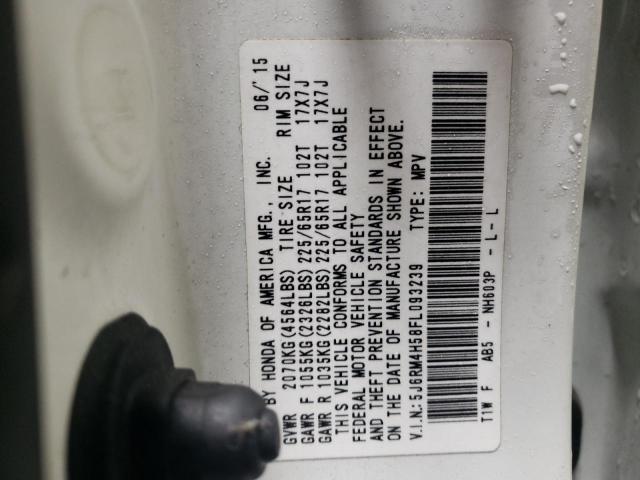 BY HONDA OF AMERICA MFG., INC. 06/'15
GVWR 2070KG(4564LBS) TIRE SIZE RIM SIZE
GAWR F 1055KG(2328LBS) 225/65R17 102T 17X7J
GAWR R 1035KG(2282LBS) 225/65R17 102T 17X7J
THIS VEHICLE CONFORMS TO ALL APPLICABLE
FEDERAL MOTOR VEHICLE SAFETY
AND THEFT PREVENTION STANDARDS IN EFFECT
ON THE DATE OF MANUFACTURE SHOWN ABOVE.
V.I.N:5J6RM4H58FL093239 TYPE: MPV
T1W F AB5 - NH603P - L - L